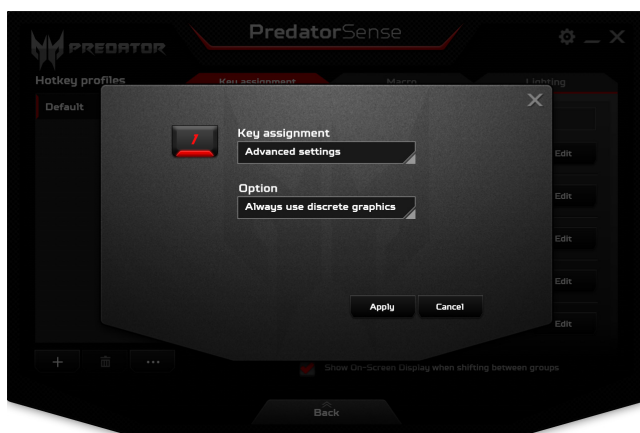 PredatorSense
PREDATOR
Hotkey profiles
Key assignment
Macro
Lighting
Default
1
Key assignment
Advanced settings
Option
Always use discrete graphics
Apply
Cancel
Edit
Edit
Edit
Edit
Edit
Show On-Screen Display when shifting between groups
Back